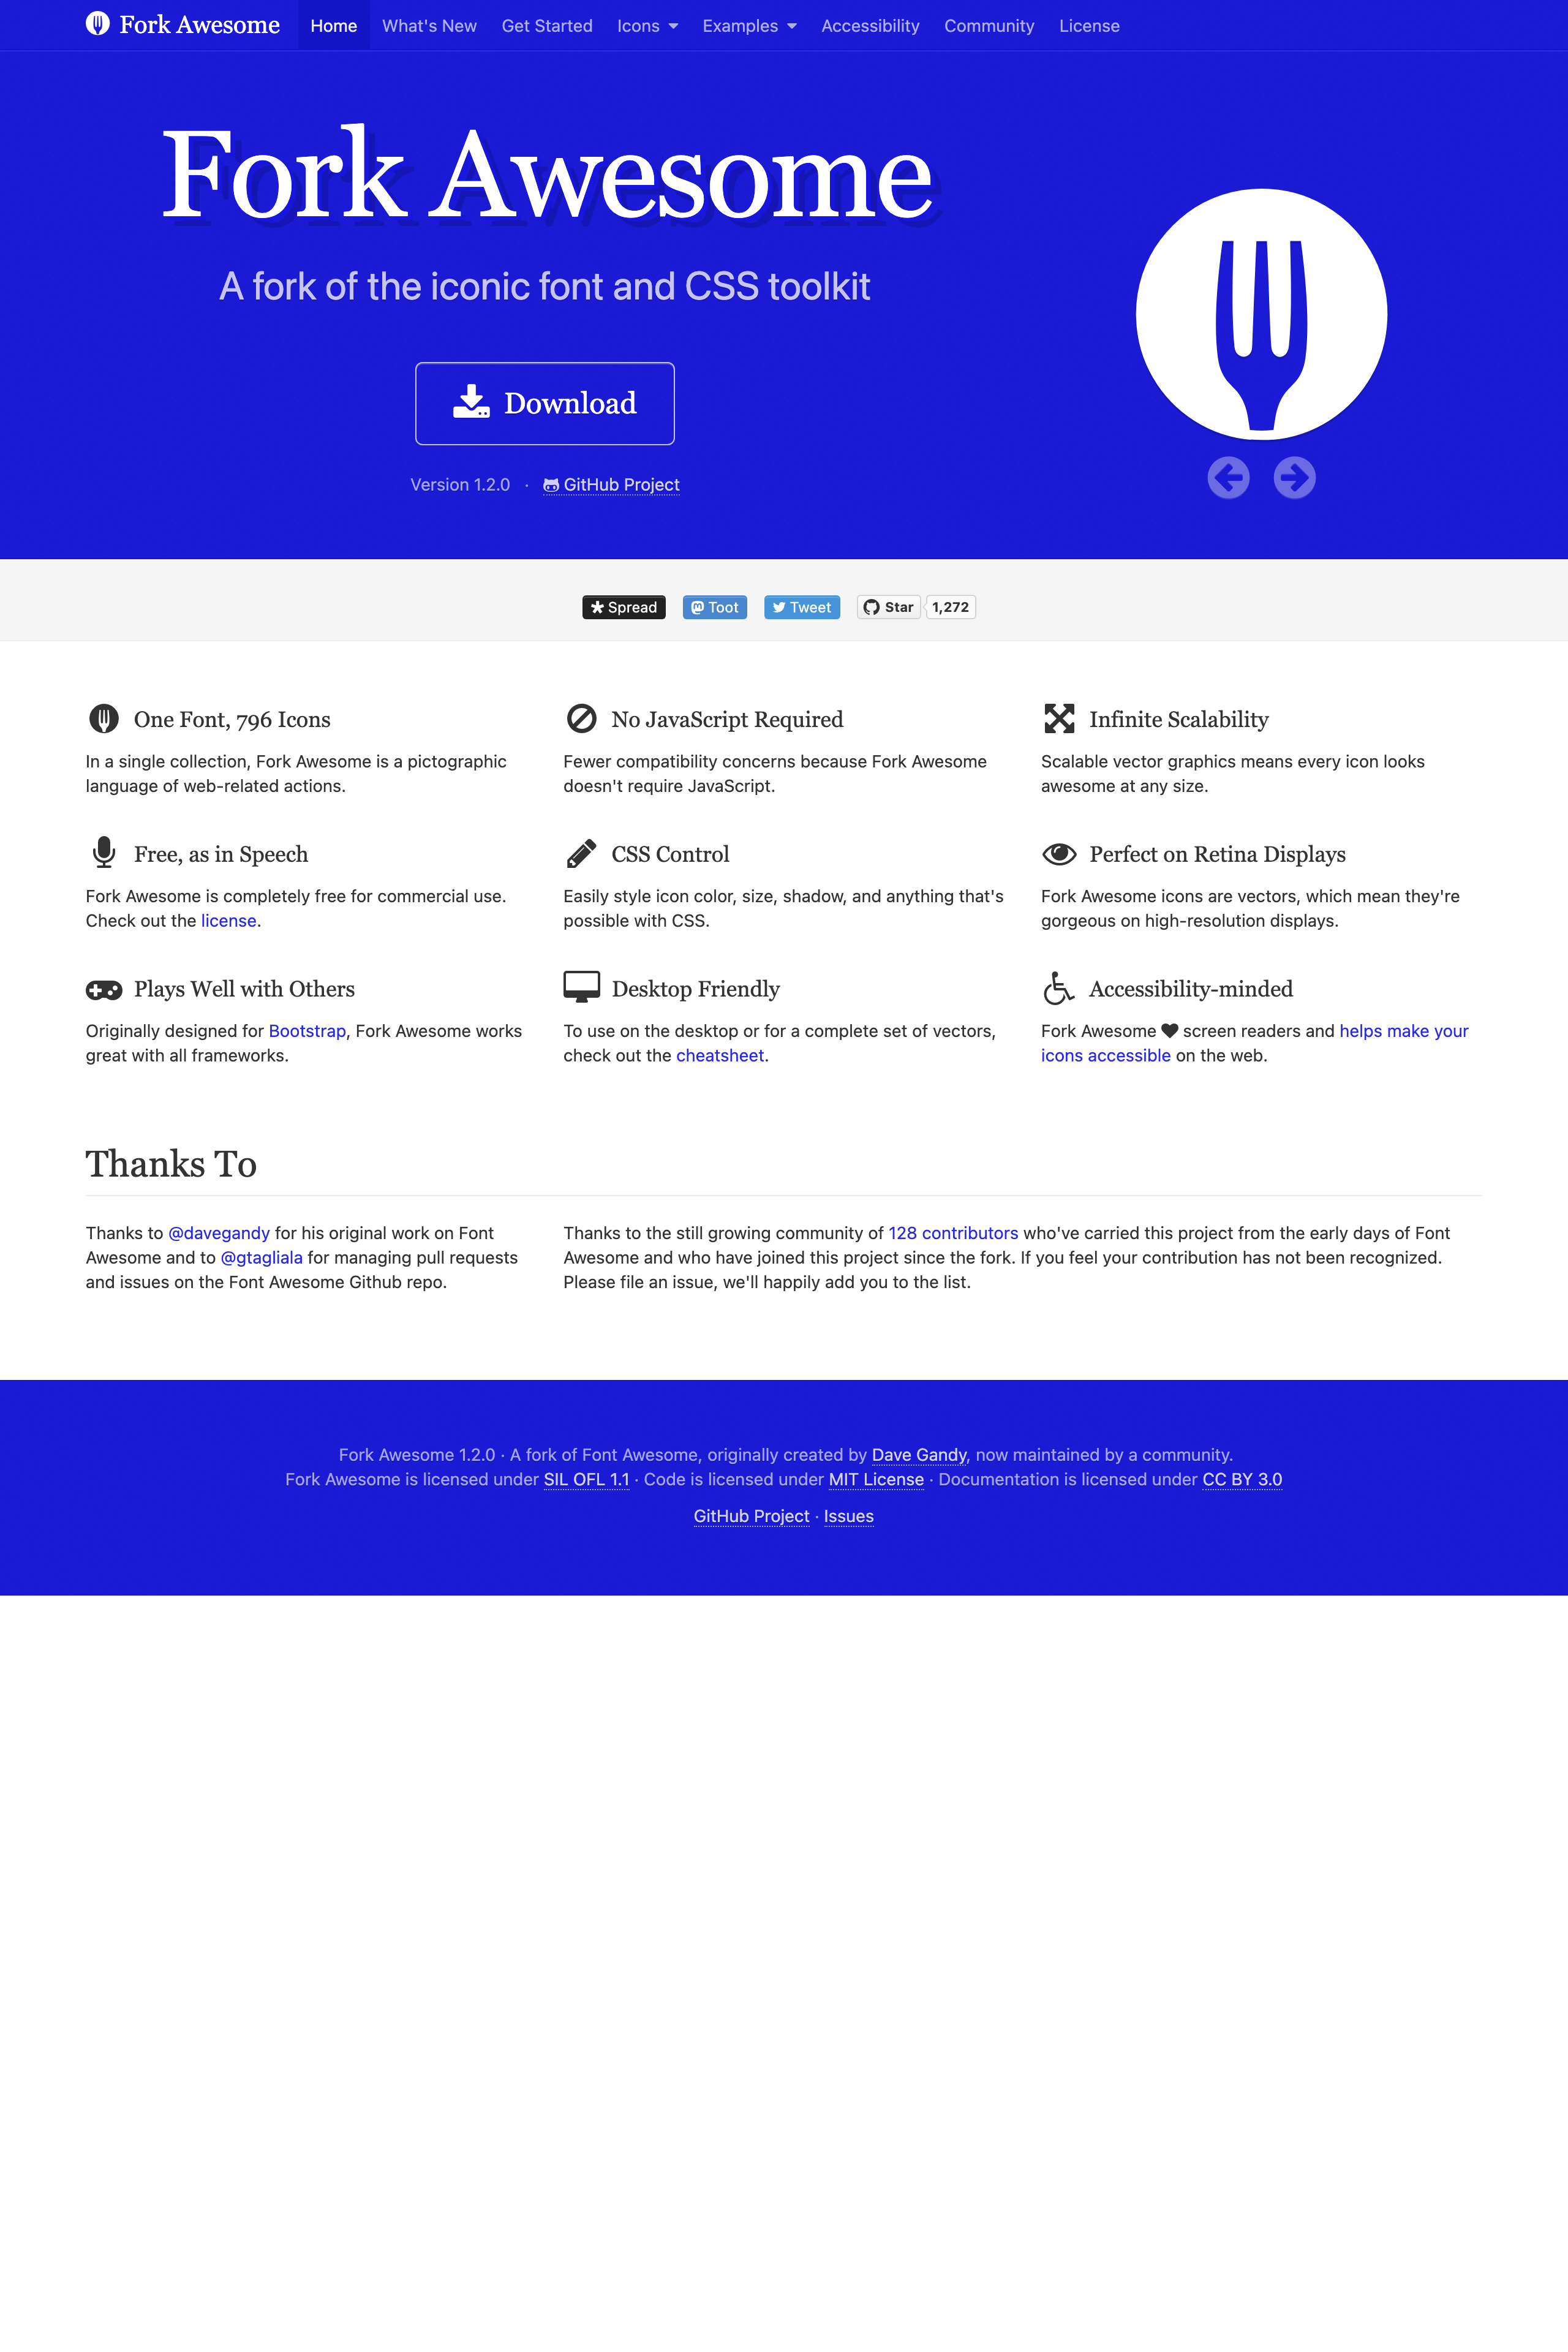 Fork Awesome Home What's New Get Started Icons Examples Accessibility Community License
Fork Awesome
A fork of the iconic font and CSS toolkit
Download
Version 1.2.0 · GitHub Project
Spread Toot Tweet Star 1,272
One Font, 796 Icons
In a single collection, Fork Awesome is a pictographic
language of web-related actions.
No JavaScript Required
Fewer compatibility concerns because Fork Awesome
doesn't require JavaScript.
Infinite Scalability
Scalable vector graphics means every icon looks
awesome at any size.
Free, as in Speech
Fork Awesome is completely free for commercial use.
Check out the license.
CSS Control
Easily style icon color, size, shadow, and anything that's
possible with CSS.
Perfect on Retina Displays
Fork Awesome icons are vectors, which mean they're
gorgeous on high-resolution displays.
Plays Well with Others
Originally designed for Bootstrap, Fork Awesome works
great with all frameworks.
Desktop Friendly
To use on the desktop or for a complete set of vectors,
check out the cheatsheet.
Accessibility-minded
Fork Awesome screen readers and helps make your
icons accessible on the web.
Thanks To
Thanks to @davegandy for his original work on Font
Awesome and to @gtagliala for managing pull requests
and issues on the Font Awesome Github repo.
Thanks to the still growing community of 128 contributors who've carried this project from the early days of Font
Awesome and who have joined this project since the fork. If you feel your contribution has not been recognized.
Please file an issue, we'll happily add you to the list.
Fork Awesome 1.2.0 · A fork of Font Awesome, originally created by Dave Gandy, now maintained by a community.
Fork Awesome is licensed under SIL OFL 1.1 · Code is licensed under MIT License · Documentation is licensed under CC BY 3.0
GitHub Project · Issues